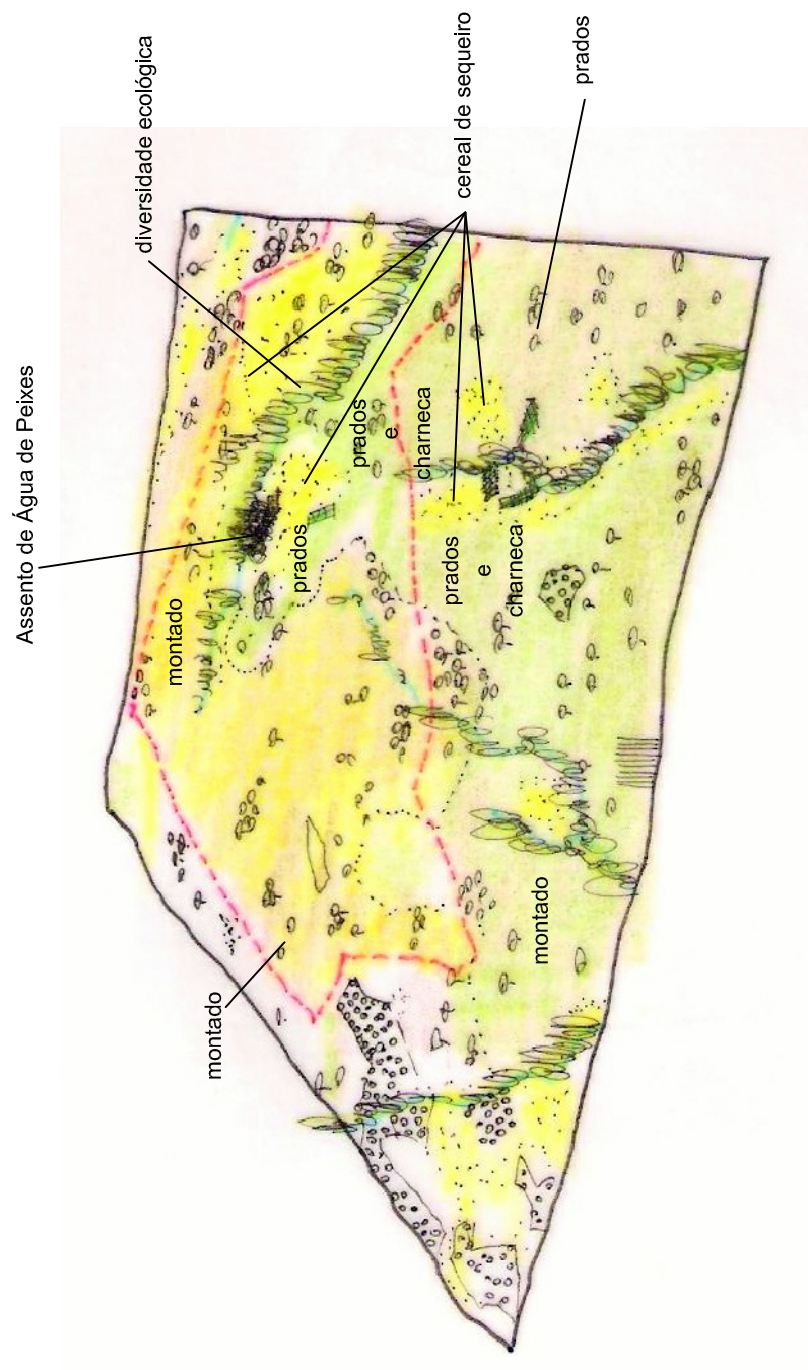 Assento de Água de Peixes
diversidade ecológica
montado
montado
prados
prados
e
charneca
prados
e
charneca
cereal de sequeiro
montado
prados